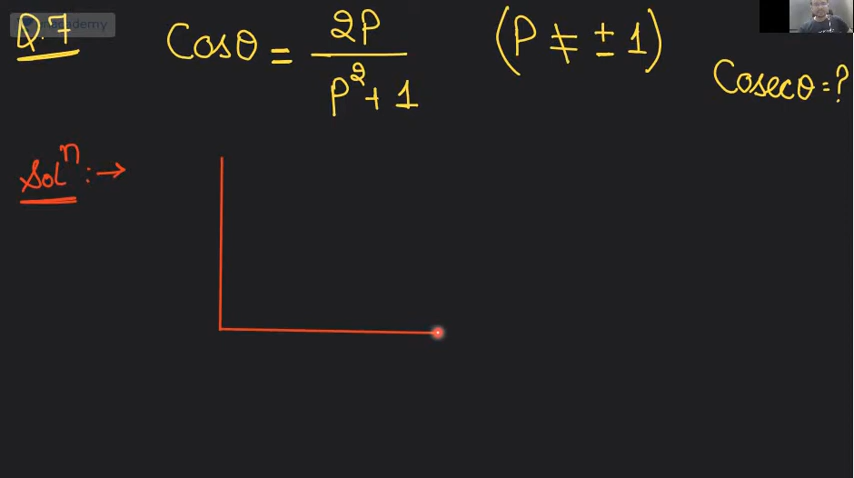 Q.7 Cosθ = 2P / P² + 1 (P ≠ ± 1)
Cosecθ = ?
Solⁿ :→